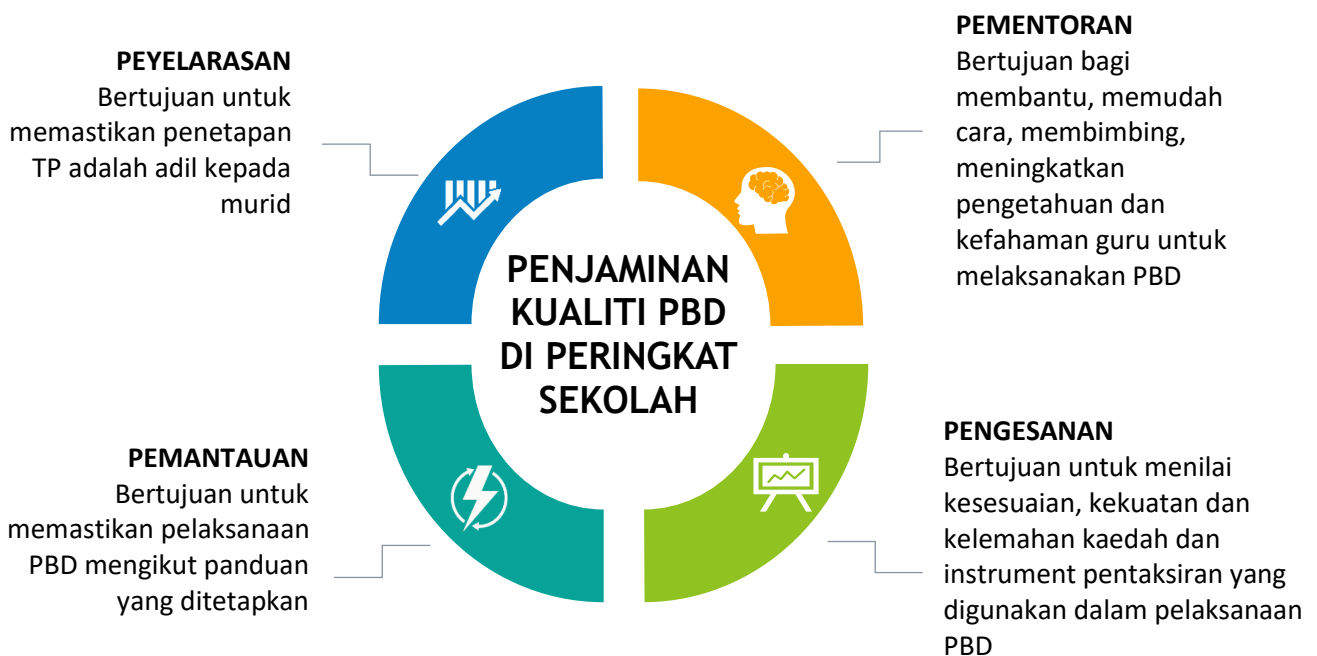 PEYELARASAN
Bertujuan untuk
memastikan penetapan
TP adalah adil kepada
murid
PEMENTORAN
Bertujuan bagi
membantu, memudah
cara, membimbing,
meningkatkan
pengetahuan dan
kefahaman guru untuk
melaksanakan PBD
PENJAMINAN
KUALITI PBD
DI PERINGKAT
SEKOLAH
PEMANTAUAN
Bertujuan untuk
memastikan pelaksanaan
PBD mengikut panduan
yang ditetapkan
PENGESANAN
Bertujuan untuk menilai
kesesuaian, kekuatan dan
kelemahan kaedah dan
instrument pentaksiran yang
digunakan dalam pelaksanaan
PBD